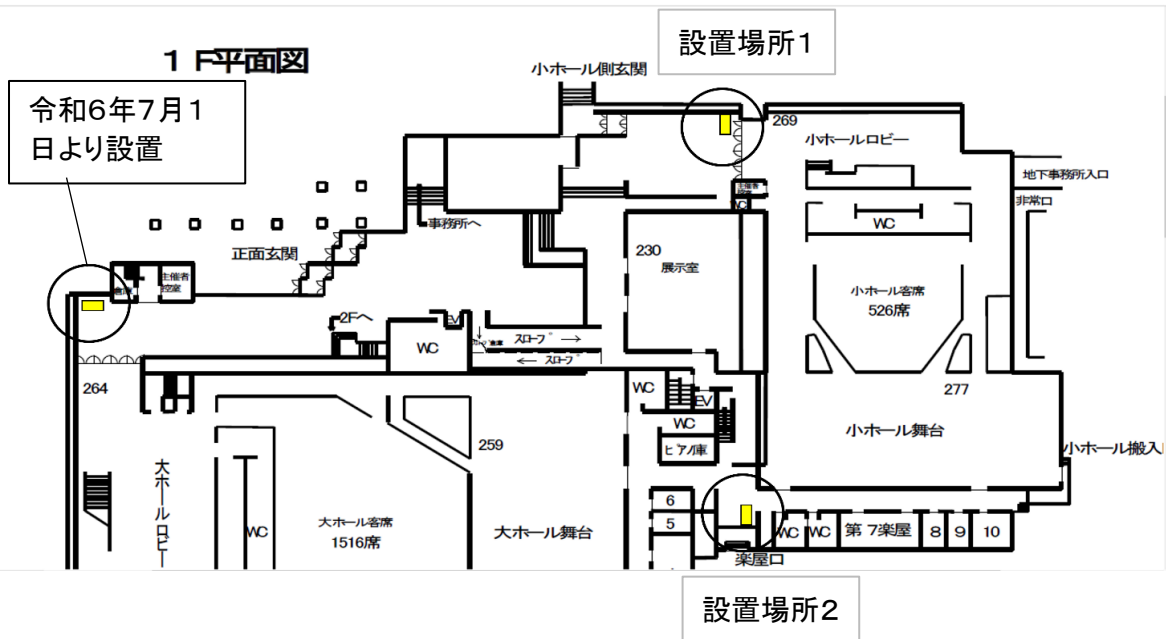 設置場所1
1 F平面図
小ホール側玄関
令和6年7月1
日より設置
269
小ホールロビー
地下事務所入口
主催者
控室
WC
非常口
WC
事務所へ
正面玄関
230
展示室
主催者
控室
倉庫
小ホール客席
526席
2Fへ
EV
WC
スロープ →
← スロープ
264
WC
EV
277
259
WC
小ホール舞台
ピアノ庫
小ホール搬入口
大ホールロビー
6
WC
大ホール客席
1516席
大ホール舞台
5
WC
WC
第7楽屋
8
9
10
楽屋口
設置場所2